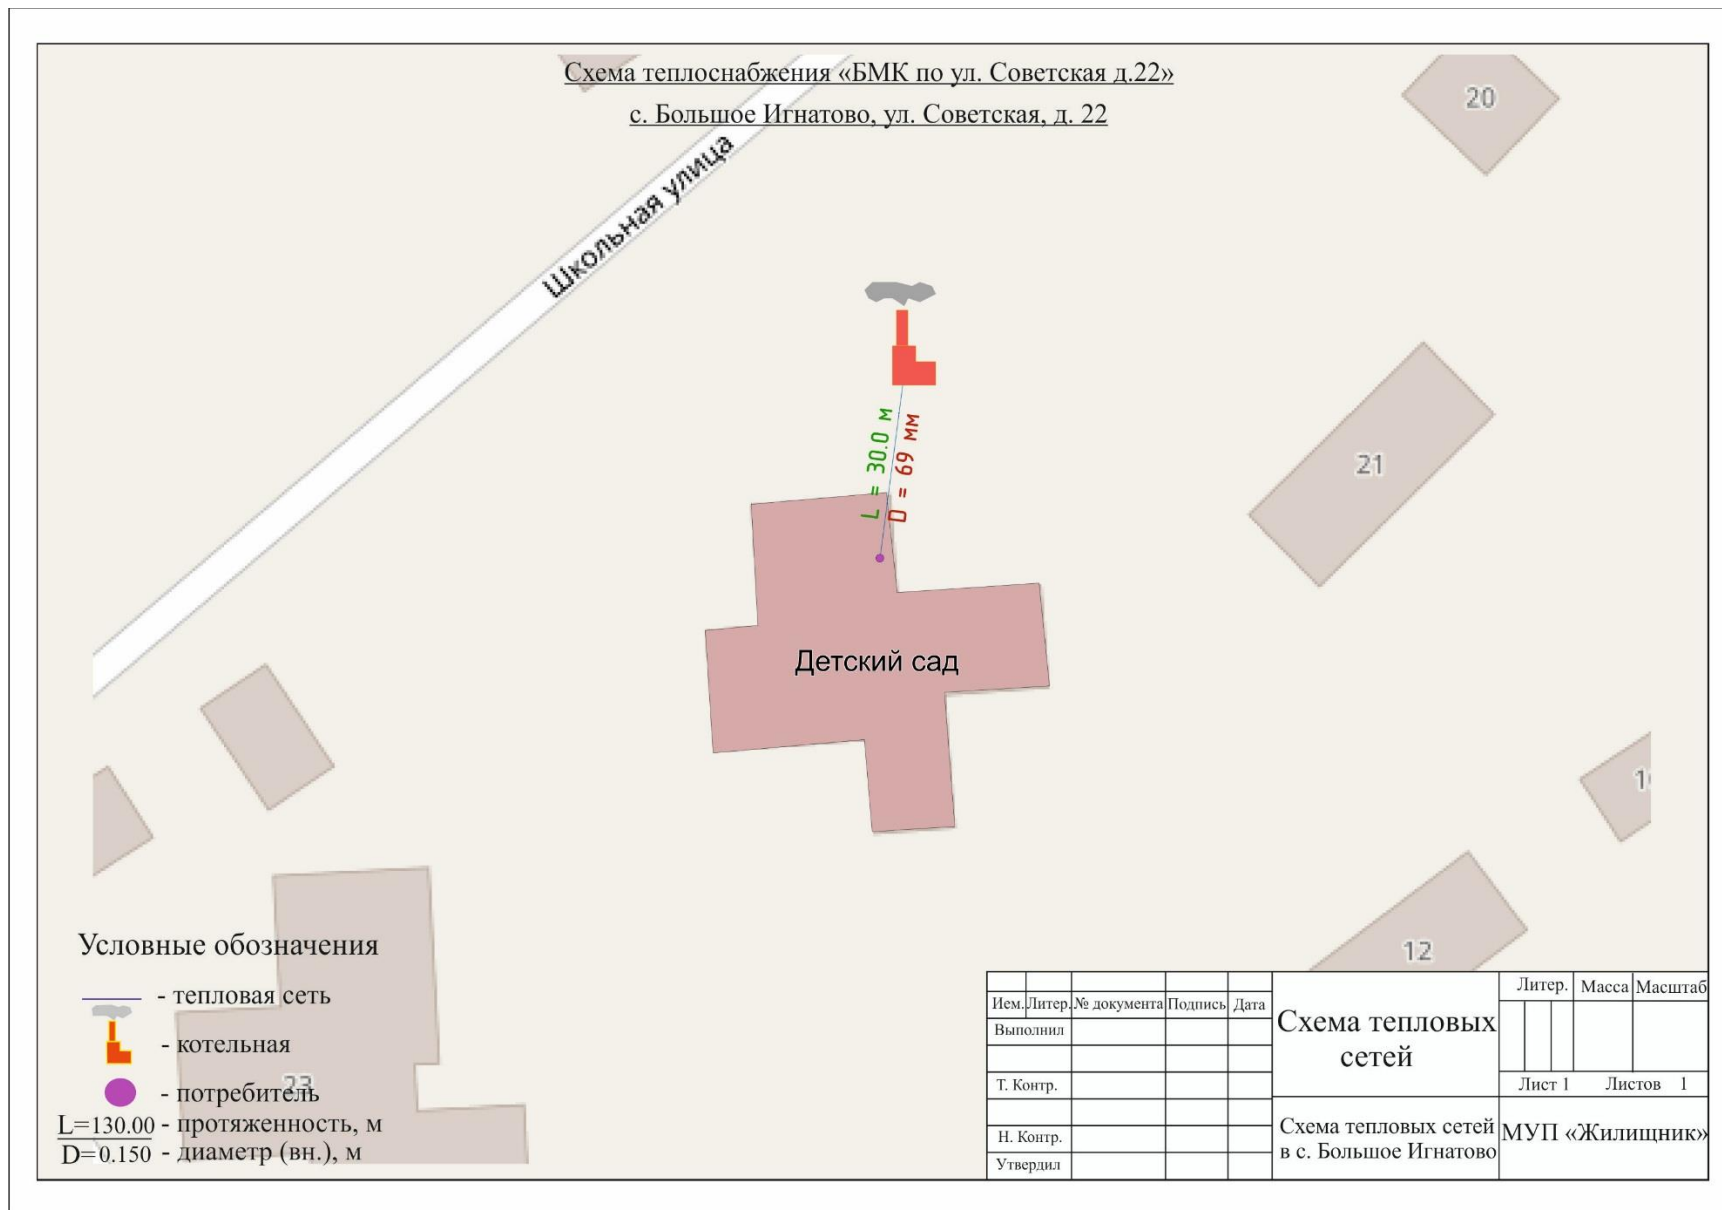 Схема теплоснабжения «БМК по ул. Советская д.22»
с. Большое Игнатово, ул. Советская, д. 22
20
Школьная улица
L = 30.0 м
D = 69 мм
21
Детский сад
12
23
Условные обозначения
- тепловая сеть
- котельная
- потребитель
L=130.00 - протяженность, м
D=0.150 - диаметр (вн.), м
Ием. Литер. № документа Подпись Дата
Выполнил
Т. Контр.
Н. Контр.
Утвердил
Схема тепловых
сетей
Схема тепловых сетей
в с. Большое Игнатово
Литер. Масса Масштаб
Лист 1 Листов 1
МУП «Жилищник»